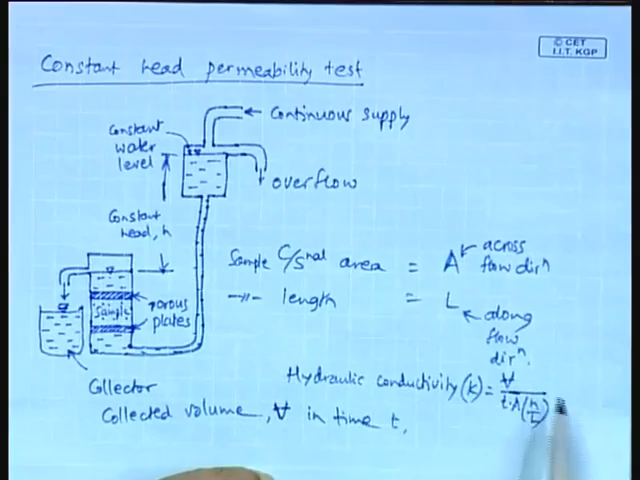 © CET
I.I.T. KGP
Constant head permeability test
Continuous supply
Constant
water
level
overflow
Constant
head, h
Sample C/Snal area = A
across
flow dirn
-11- length = L
along
flow
dirn.
porous
plates
Sample
Collector
Hydraulic conductivity (k) = V / t·A(h/L)
Collected volume, V in time t,